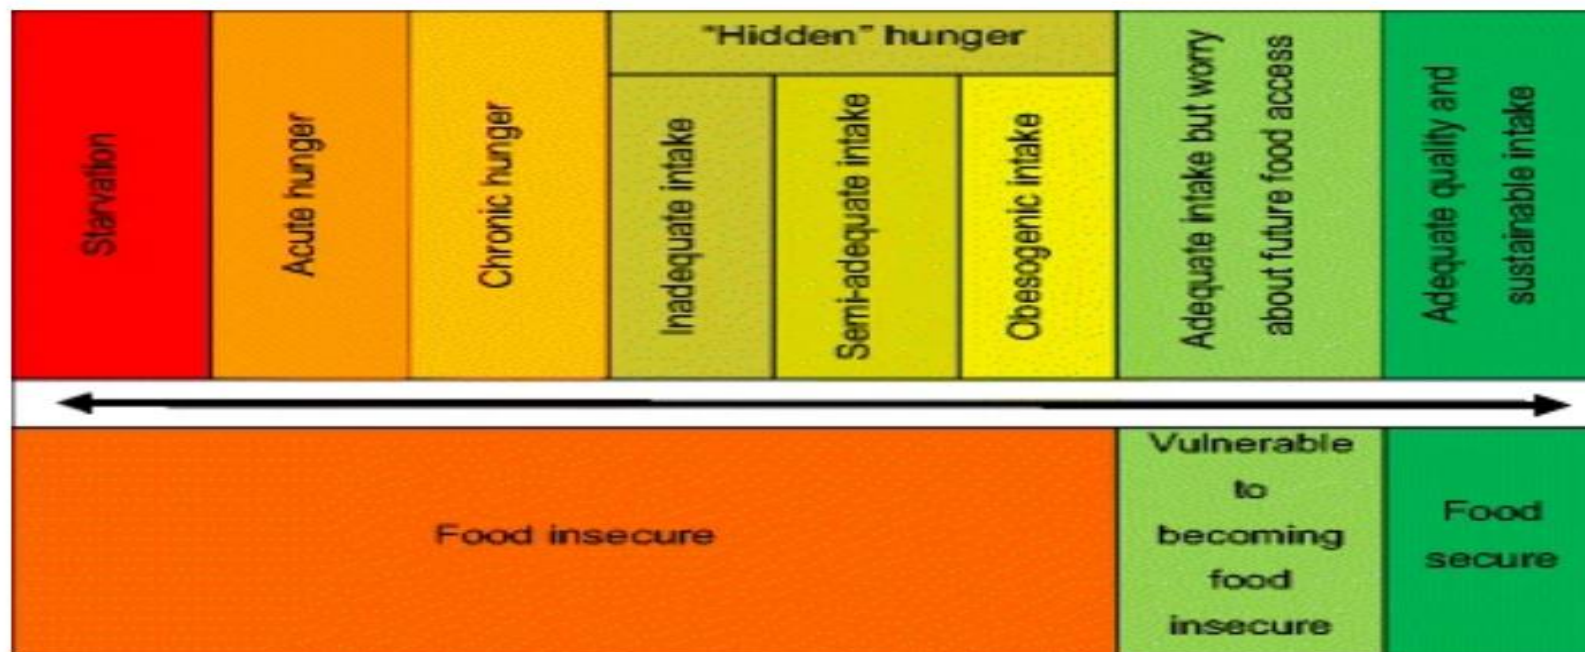 Starvation
Acute hunger
Chronic hunger
"Hidden" hunger
Inadequate intake
Semi-adequate intake
Obesogenic intake
Adequate intake but worry
about future food access
Adequate quality and
sustainable intake
Food insecure
Vulnerable
to
becoming
food
insecure
Food
secure